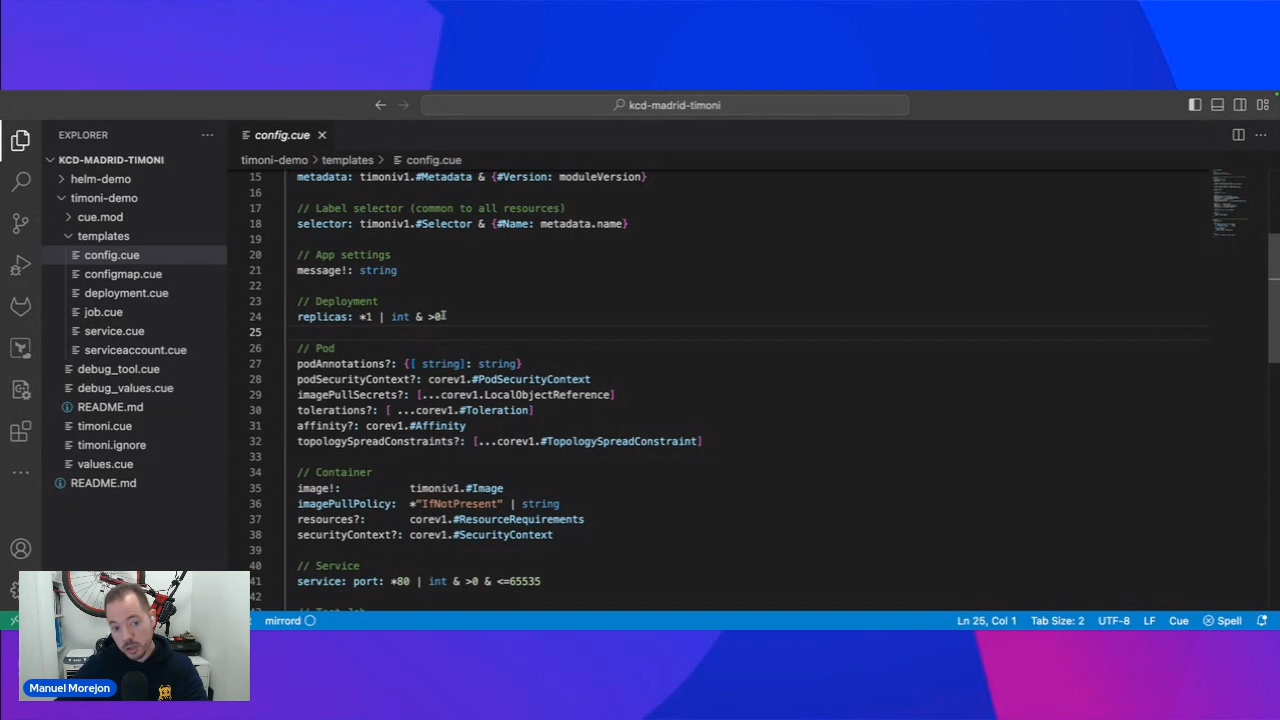 kcd-madrid-timoni
EXPLORER
KCD-MADRID-TIMONI
helm-demo
timoni-demo
cue.mod
templates
config.cue
configmap.cue
deployment.cue
job.cue
service.cue
serviceaccount.cue
debug_tool.cue
debug_values.cue
README.md
timoni.cue
timoni.ignore
values.cue
README.md
config.cue
timoni-demo > templates > config.cue
15 metadata: timoniv1.#Metadata & {#Version: moduleVersion}
16
17 // Label selector (common to all resources)
18 selector: timoniv1.#Selector & {#Name: metadata.name}
19
20 // App settings
21 message!: string
22
23 // Deployment
24 replicas: *1 | int & >0
25
26 // Pod
27 podAnnotations?: {[ string]: string}
28 podSecurityContext?: corev1.#PodSecurityContext
29 imagePullSecrets?: [...corev1.LocalObjectReference]
30 tolerations?: [ ...corev1.#Toleration]
31 affinity?: corev1.#Affinity
32 topologySpreadConstraints?: [...corev1.#TopologySpreadConstraint]
33
34 // Container
35 image!: timoniv1.#Image
36 imagePullPolicy: *"IfNotPresent" | string
37 resources?: corev1.#ResourceRequirements
38 securityContext?: corev1.#SecurityContext
39
40 // Service
41 service: port: *80 | int & >0 & <=65535
42
mirrord
Ln 25, Col 1
Tab Size: 2
UTF-8
LF
Cue
Spell
Manuel Morejon